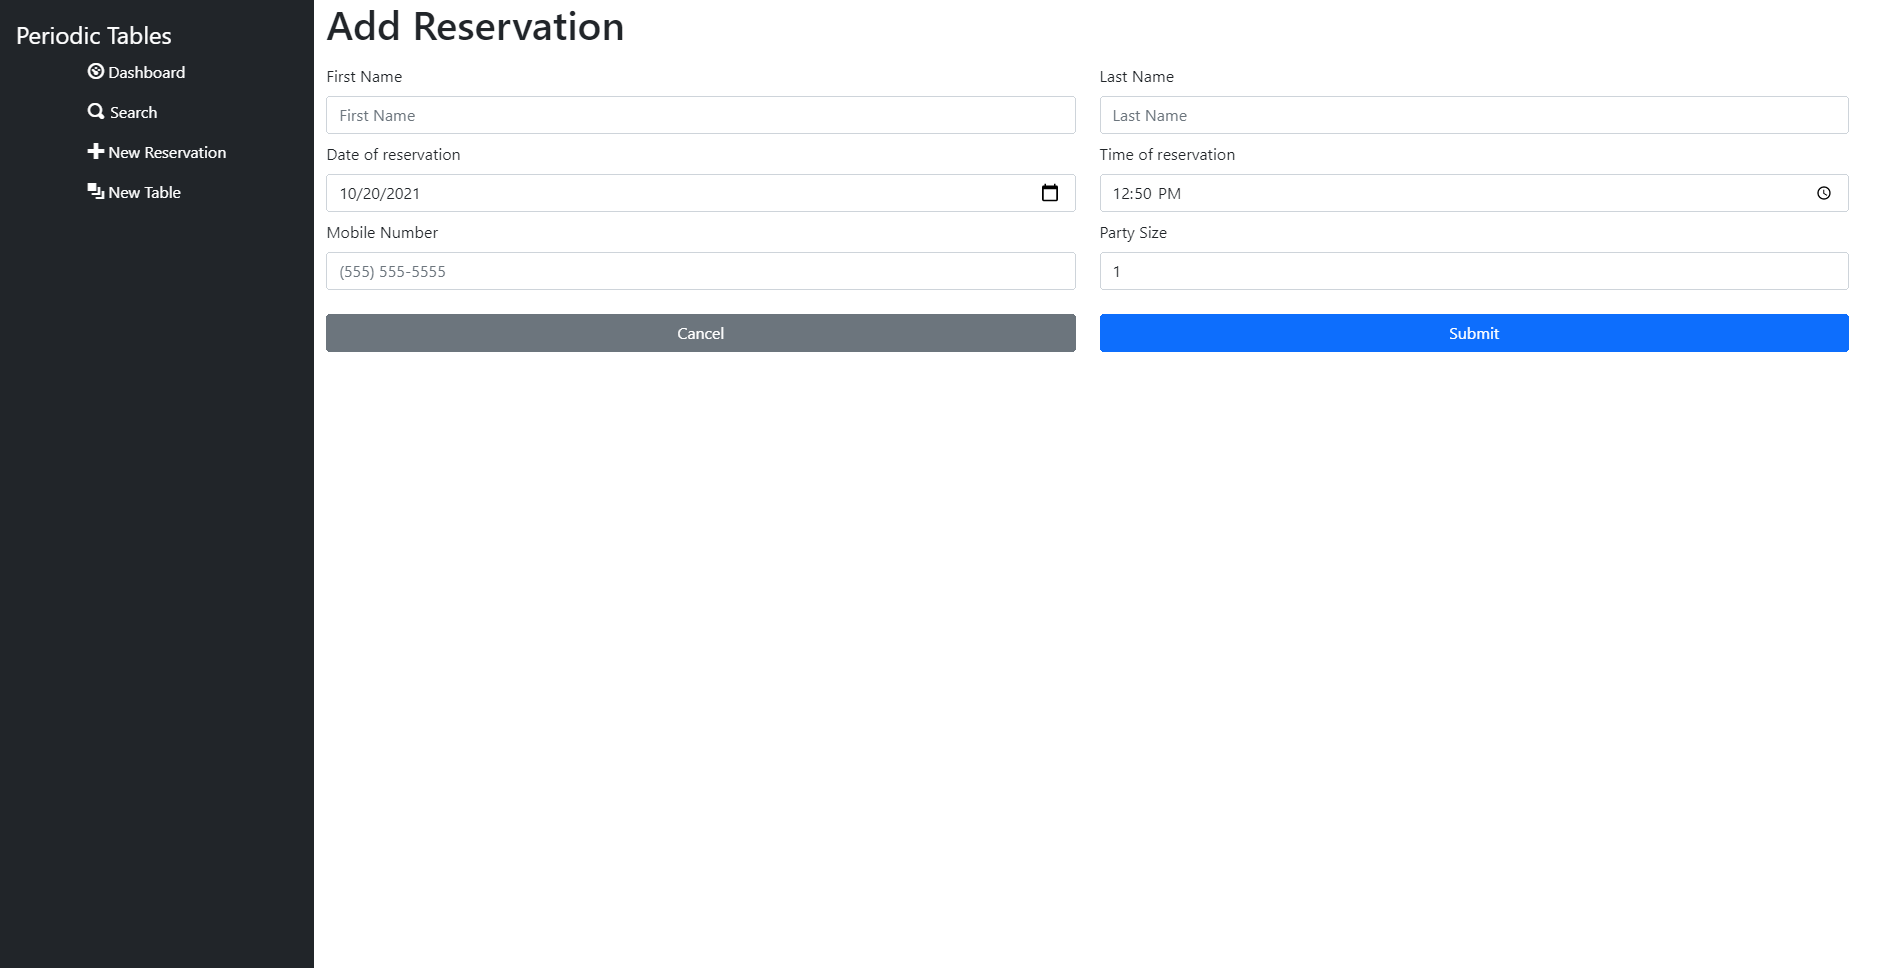 Periodic Tables
Dashboard
Search
New Reservation
New Table
Add Reservation
First Name
Last Name
First Name
Last Name
Date of reservation
Time of reservation
10/20/2021
12:50 PM
Mobile Number
Party Size
(555) 555-5555
1
Cancel
Submit